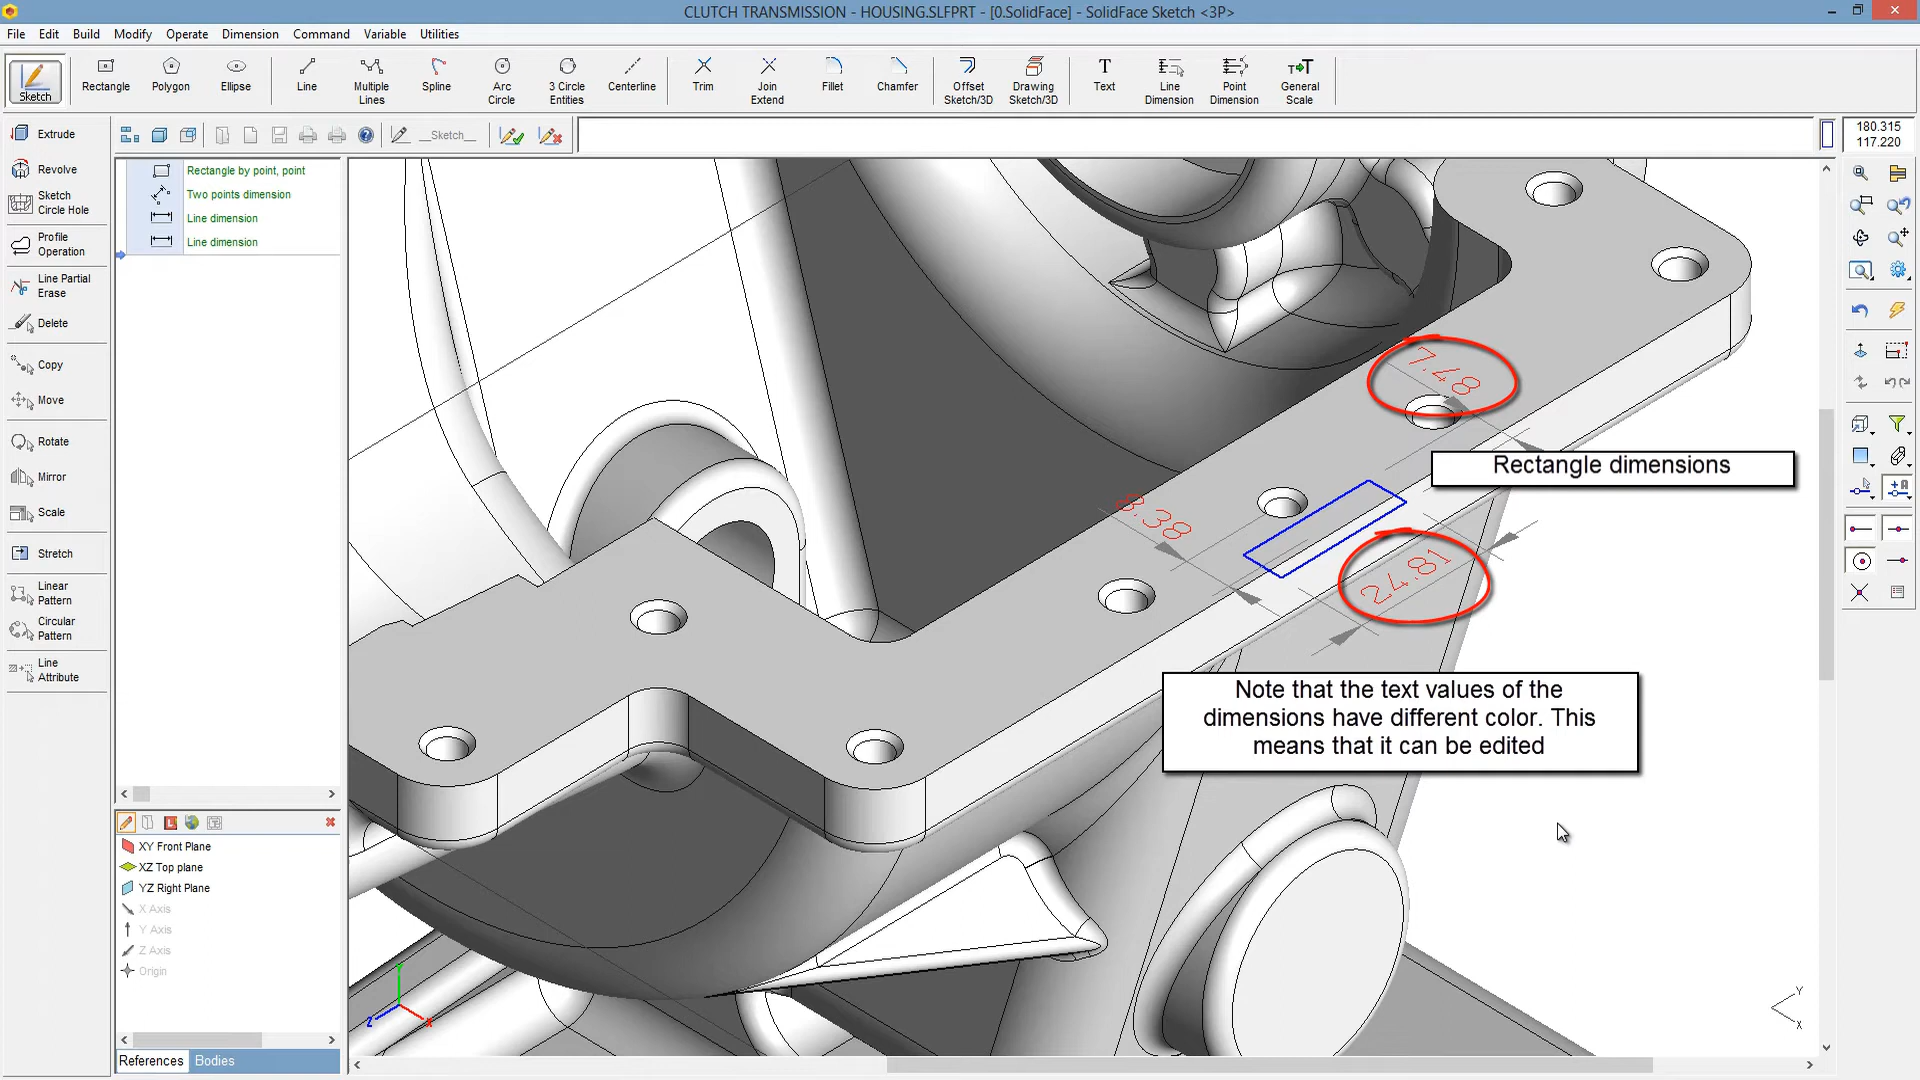 CLUTCH TRANSMISSION - HOUSING.SLFPRT - [0.SolidFace] - SolidFace Sketch <3P>
File Edit Build Modify Operate Dimension Command Variable Utilities
Sketch
Rectangle
Polygon
Ellipse
Line
Multiple
Lines
Spline
Arc
Circle
3 Circle
Entities
Centerline
Trim
Join
Extend
Fillet
Chamfer
Offset
Sketch/3D
Drawing
Sketch/3D
Text
Line
Dimension
Point
Dimension
General
Scale
__Sketch__
180.315
117.220
Extrude
Revolve
Sketch
Circle Hole
Profile
Operation
Line Partial
Erase
Delete
Copy
Move
Rotate
Mirror
Scale
Stretch
Linear
Pattern
Circular
Pattern
Line
Attribute
Rectangle by point, point
Two points dimension
Line dimension
Line dimension
XY Front Plane
XZ Top plane
YZ Right Plane
X Axis
Y Axis
Z Axis
Origin
References Bodies
7.48
Rectangle dimensions
8.38
24.81
Note that the text values of the
dimensions have different color. This
means that it can be edited
Y
Z
X
Y
X